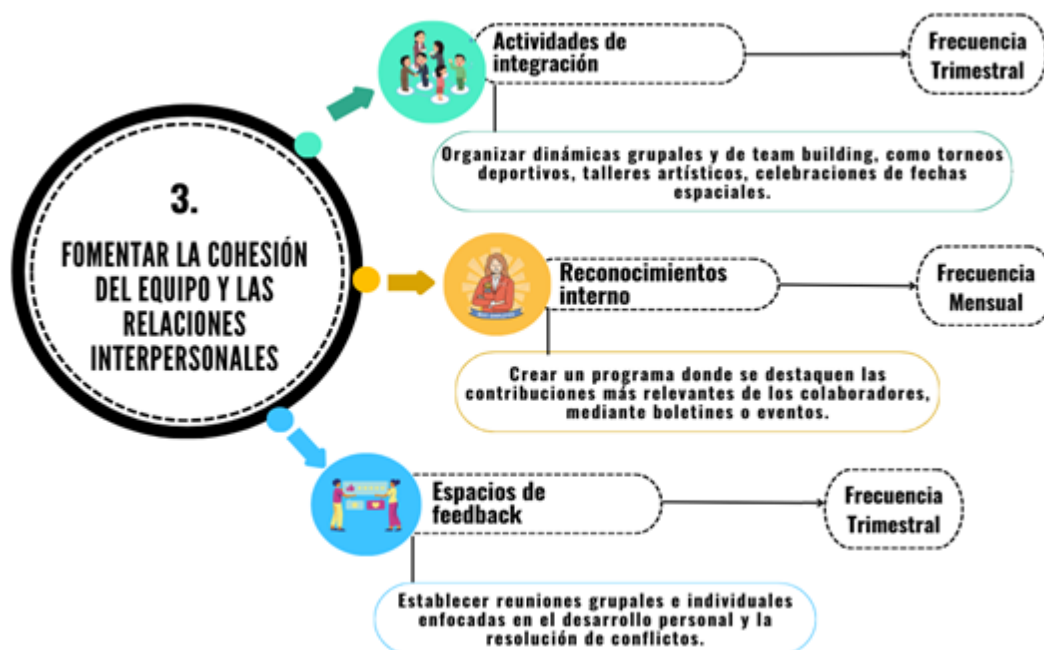 3.
FOMENTAR LA COHESIÓN
DEL EQUIPO Y LAS
RELACIONES
INTERPERSONALES
Actividades de
integración
Frecuencia
Trimestral
Organizar dinámicas grupales y de team building, como torneos
deportivos, talleres artísticos, celebraciones de fechas
espaciales.
Reconocimientos
interno
Frecuencia
Mensual
Crear un programa donde se destaquen las
contribuciones más relevantes de los colaboradores,
mediante boletines o eventos.
Espacios de
feedback
Frecuencia
Trimestral
Establecer reuniones grupales e individuales
enfocadas en el desarrollo personal y la
resolución de conflictos.